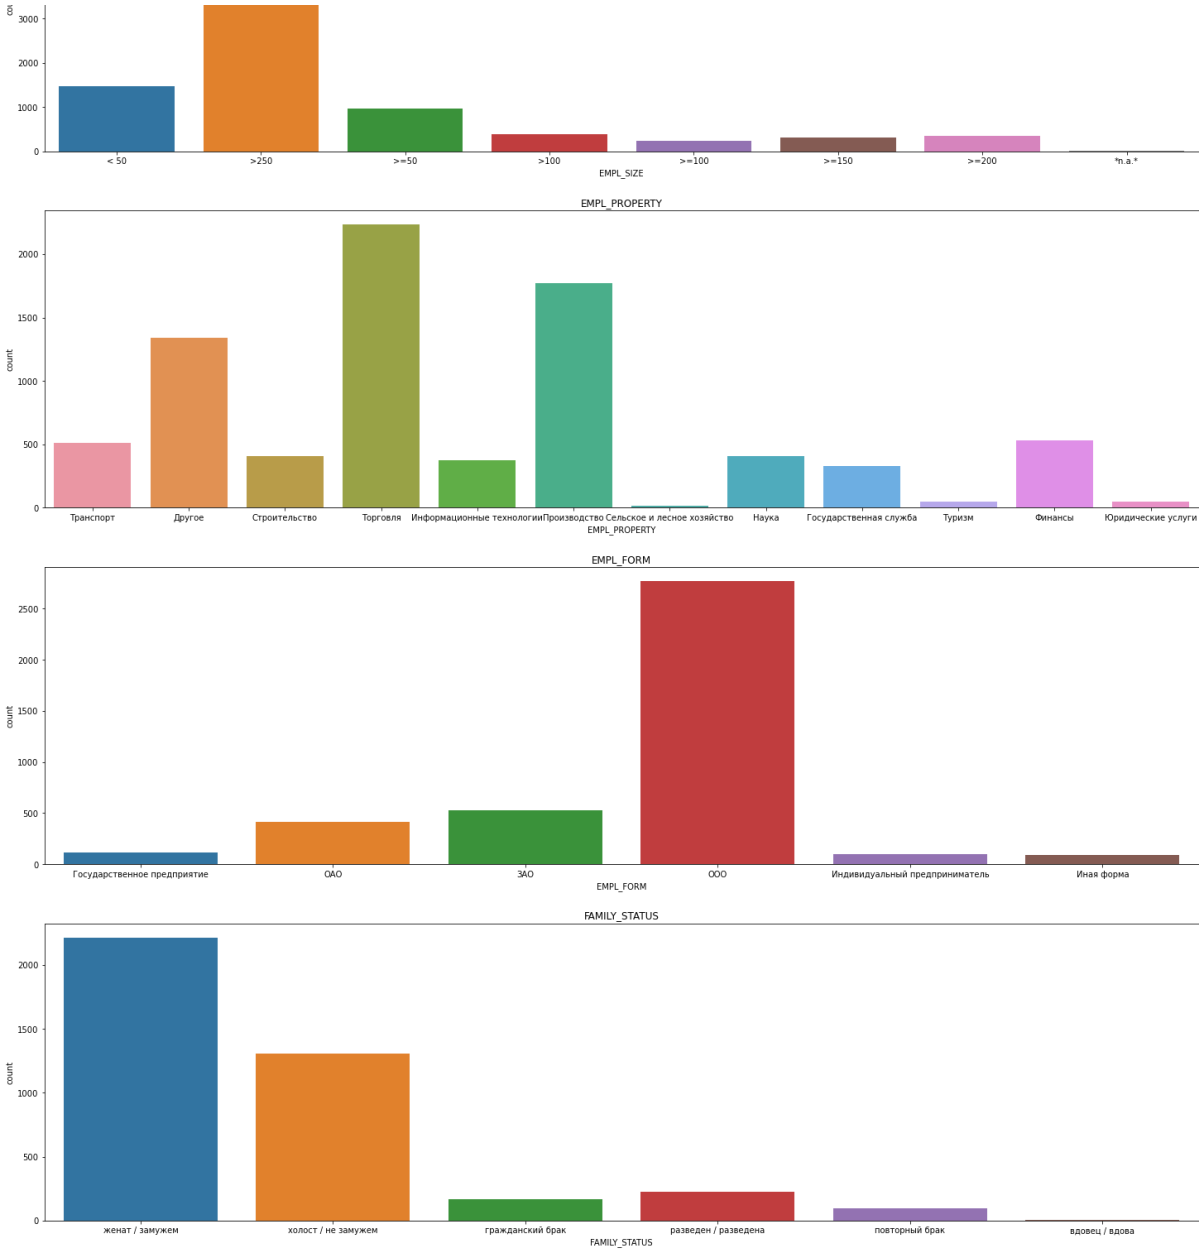 3000
2000
1000
0
< 50 >250 >=50 >100 >=100 >=150 >=200 *n.a.*
EMPL_SIZE
EMPL_PROPERTY
2000
1500
1000
500
0
count
Транспорт Другое Строительство Торговля Информационные технологии Производство Сельское и лесное хозяйство Наука Государственная служба Туризм Финансы Юридические услуги
EMPL_PROPERTY
EMPL_FORM
2500
2000
1500
1000
500
0
count
Государственное предприятие ОАО ЗАО ООО Индивидуальный предприниматель Иная форма
EMPL_FORM
FAMILY_STATUS
2000
1500
1000
500
0
count
женат / замужем холост / не замужем гражданский брак разведен / разведена повторный брак вдовец / вдова
FAMILY_STATUS